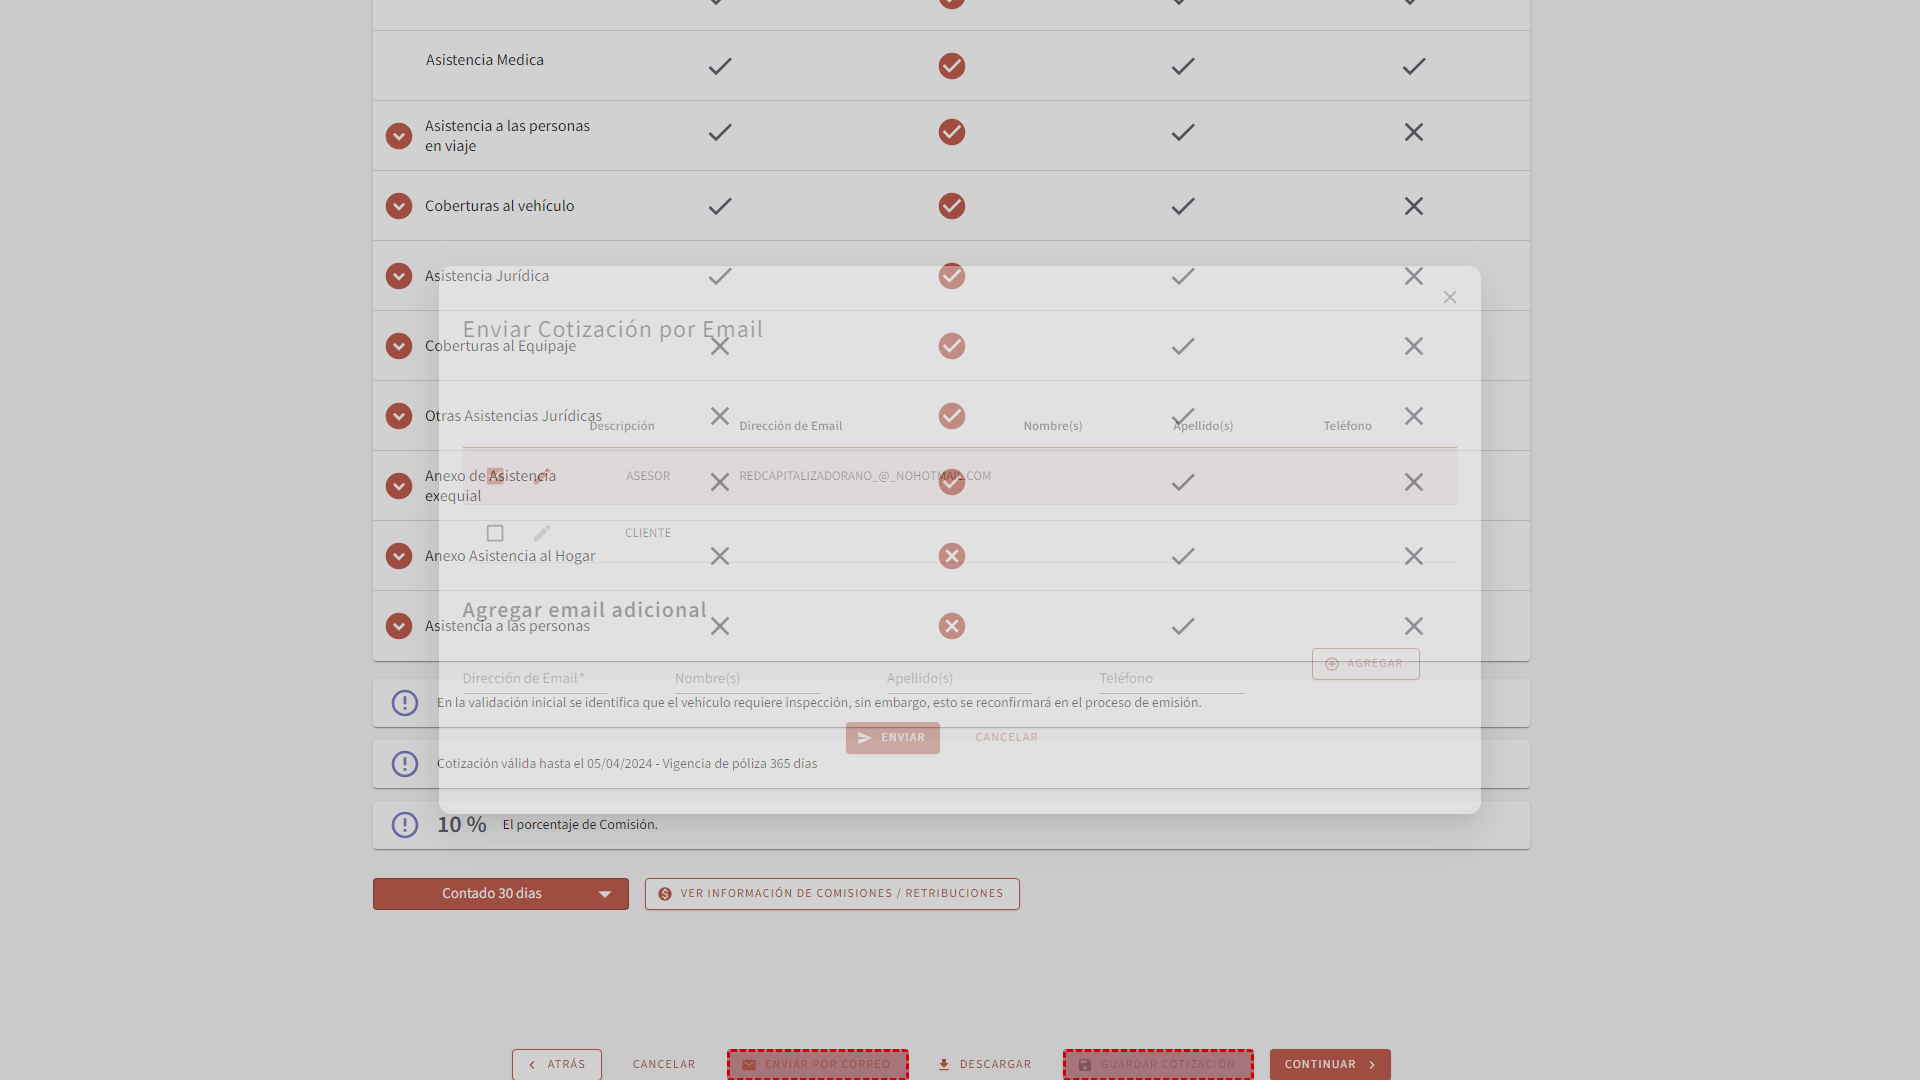 Asistencia Medica
Asistencia a las personas
en viaje
Coberturas al vehículo
Asistencia Jurídica
Enviar Cotización por Email
Coberturas al Equipaje
Otras Asistencias Jurídicas
Descripción Dirección de Email Nombre(s) Apellido(s) Teléfono
Anexo de Asistencia
exequial
ASESOR REDCAPITALIZADORANO_@_NOHOTMAIL.COM
CLIENTE
Anexo Asistencia al Hogar
Agregar email adicional
Asistencia a las personas
AGREGAR
Dirección de Email* Nombre(s) Apellido(s) Teléfono
En la validación inicial se identifica que el vehículo requiere inspección, sin embargo, esto se reconfirmará en el proceso de emisión.
ENVIAR CANCELAR
Cotización válida hasta el 05/04/2024 - Vigencia de póliza 365 días
10 % El porcentaje de Comisión.
Contado 30 dias VER INFORMACIÓN DE COMISIONES / RETRIBUCIONES
ATRÁS CANCELAR ENVIAR POR CORREO DESCARGAR GUARDAR COTIZACIÓN CONTINUAR